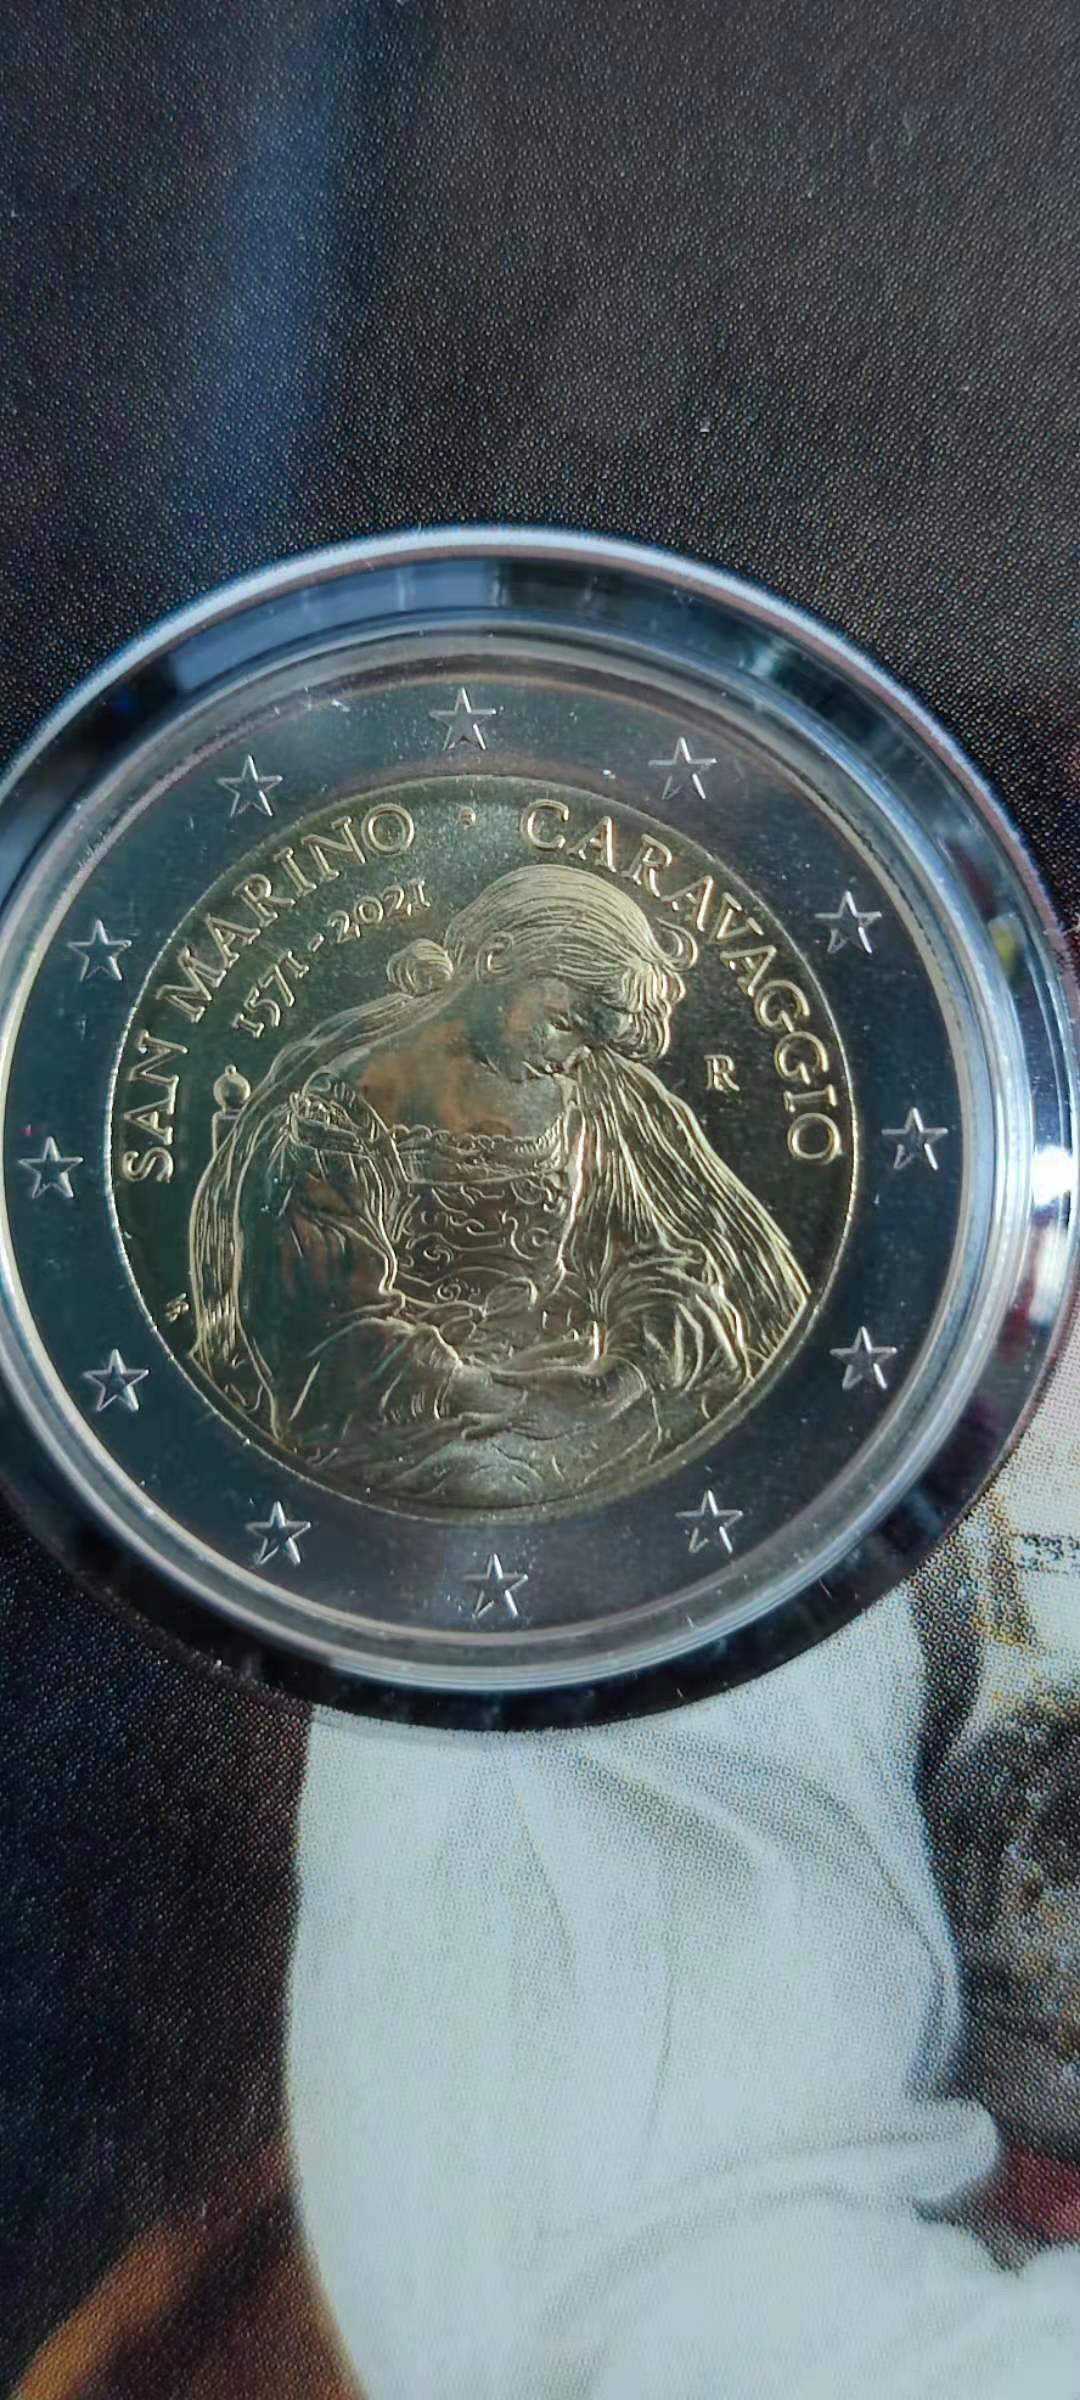 SAN MARINO · CARAVAGGIO
1571 - 2021
R